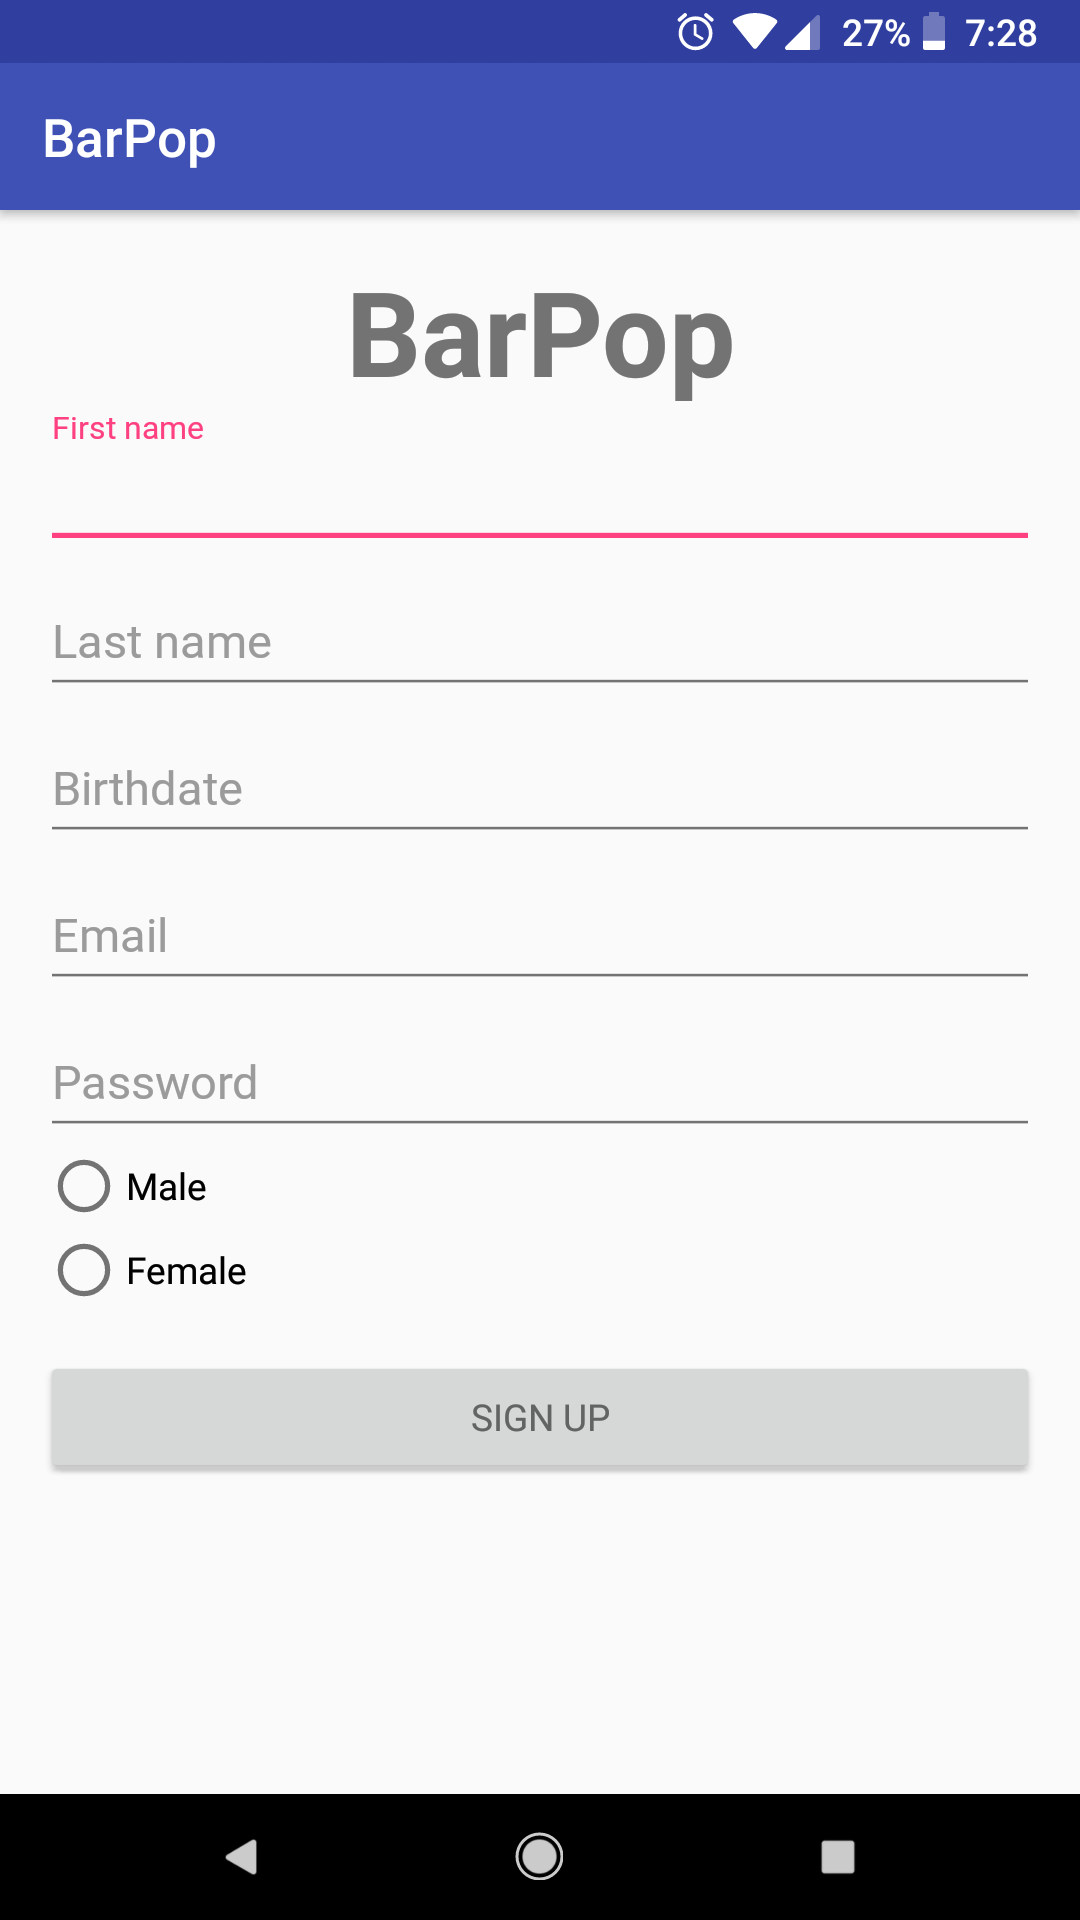 27% 7:28
BarPop
BarPop
First name
Last name
Birthdate
Email
Password
Male
Female
SIGN UP